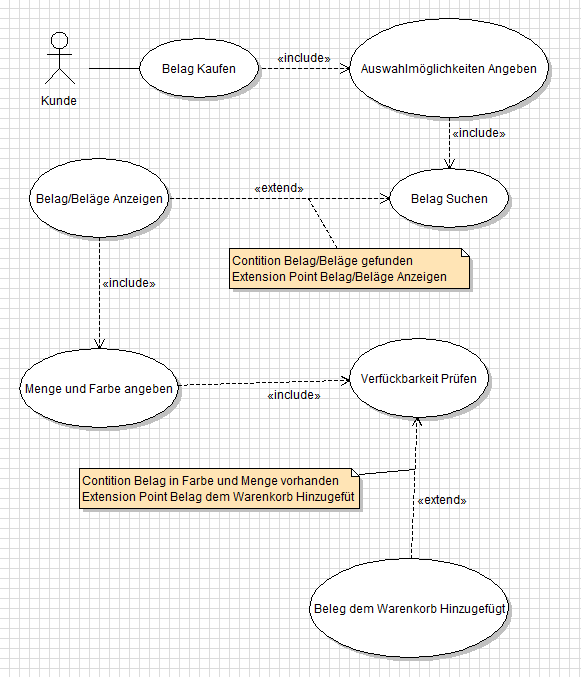 Kunde
Belag Kaufen
«include»
Auswahlmöglichkeiten Angeben
«include»
Belag/Beläge Anzeigen
«extend»
Belag Suchen
Contition Belag/Beläge gefunden
Extension Point Belag/Beläge Anzeigen
«include»
Menge und Farbe angeben
«include»
Verfückbarkeit Prüfen
Contition Belag in Farbe und Menge vorhanden
Extension Point Belag dem Warenkorb Hinzugefüt
«extend»
Beleg dem Warenkorb Hinzugefügt